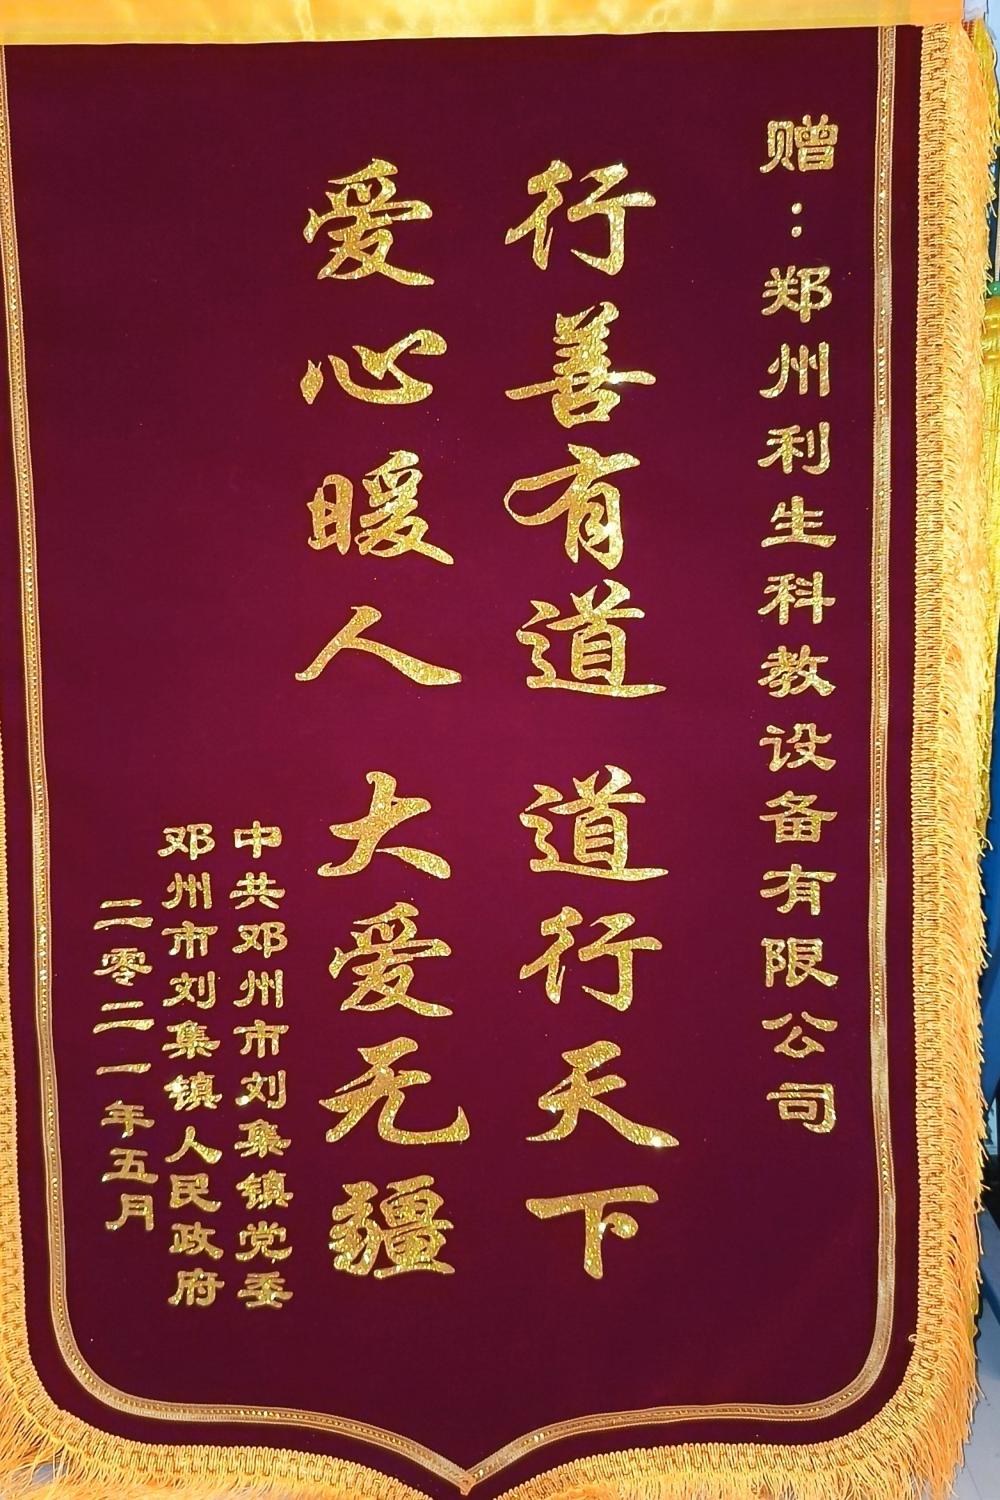 赠：郑州利生科教设备有限公司
行善有道 道行天下
爱心暖人 大爱无疆
中共邓州市刘集镇党委
邓州市刘集镇人民政府
二零二一年五月